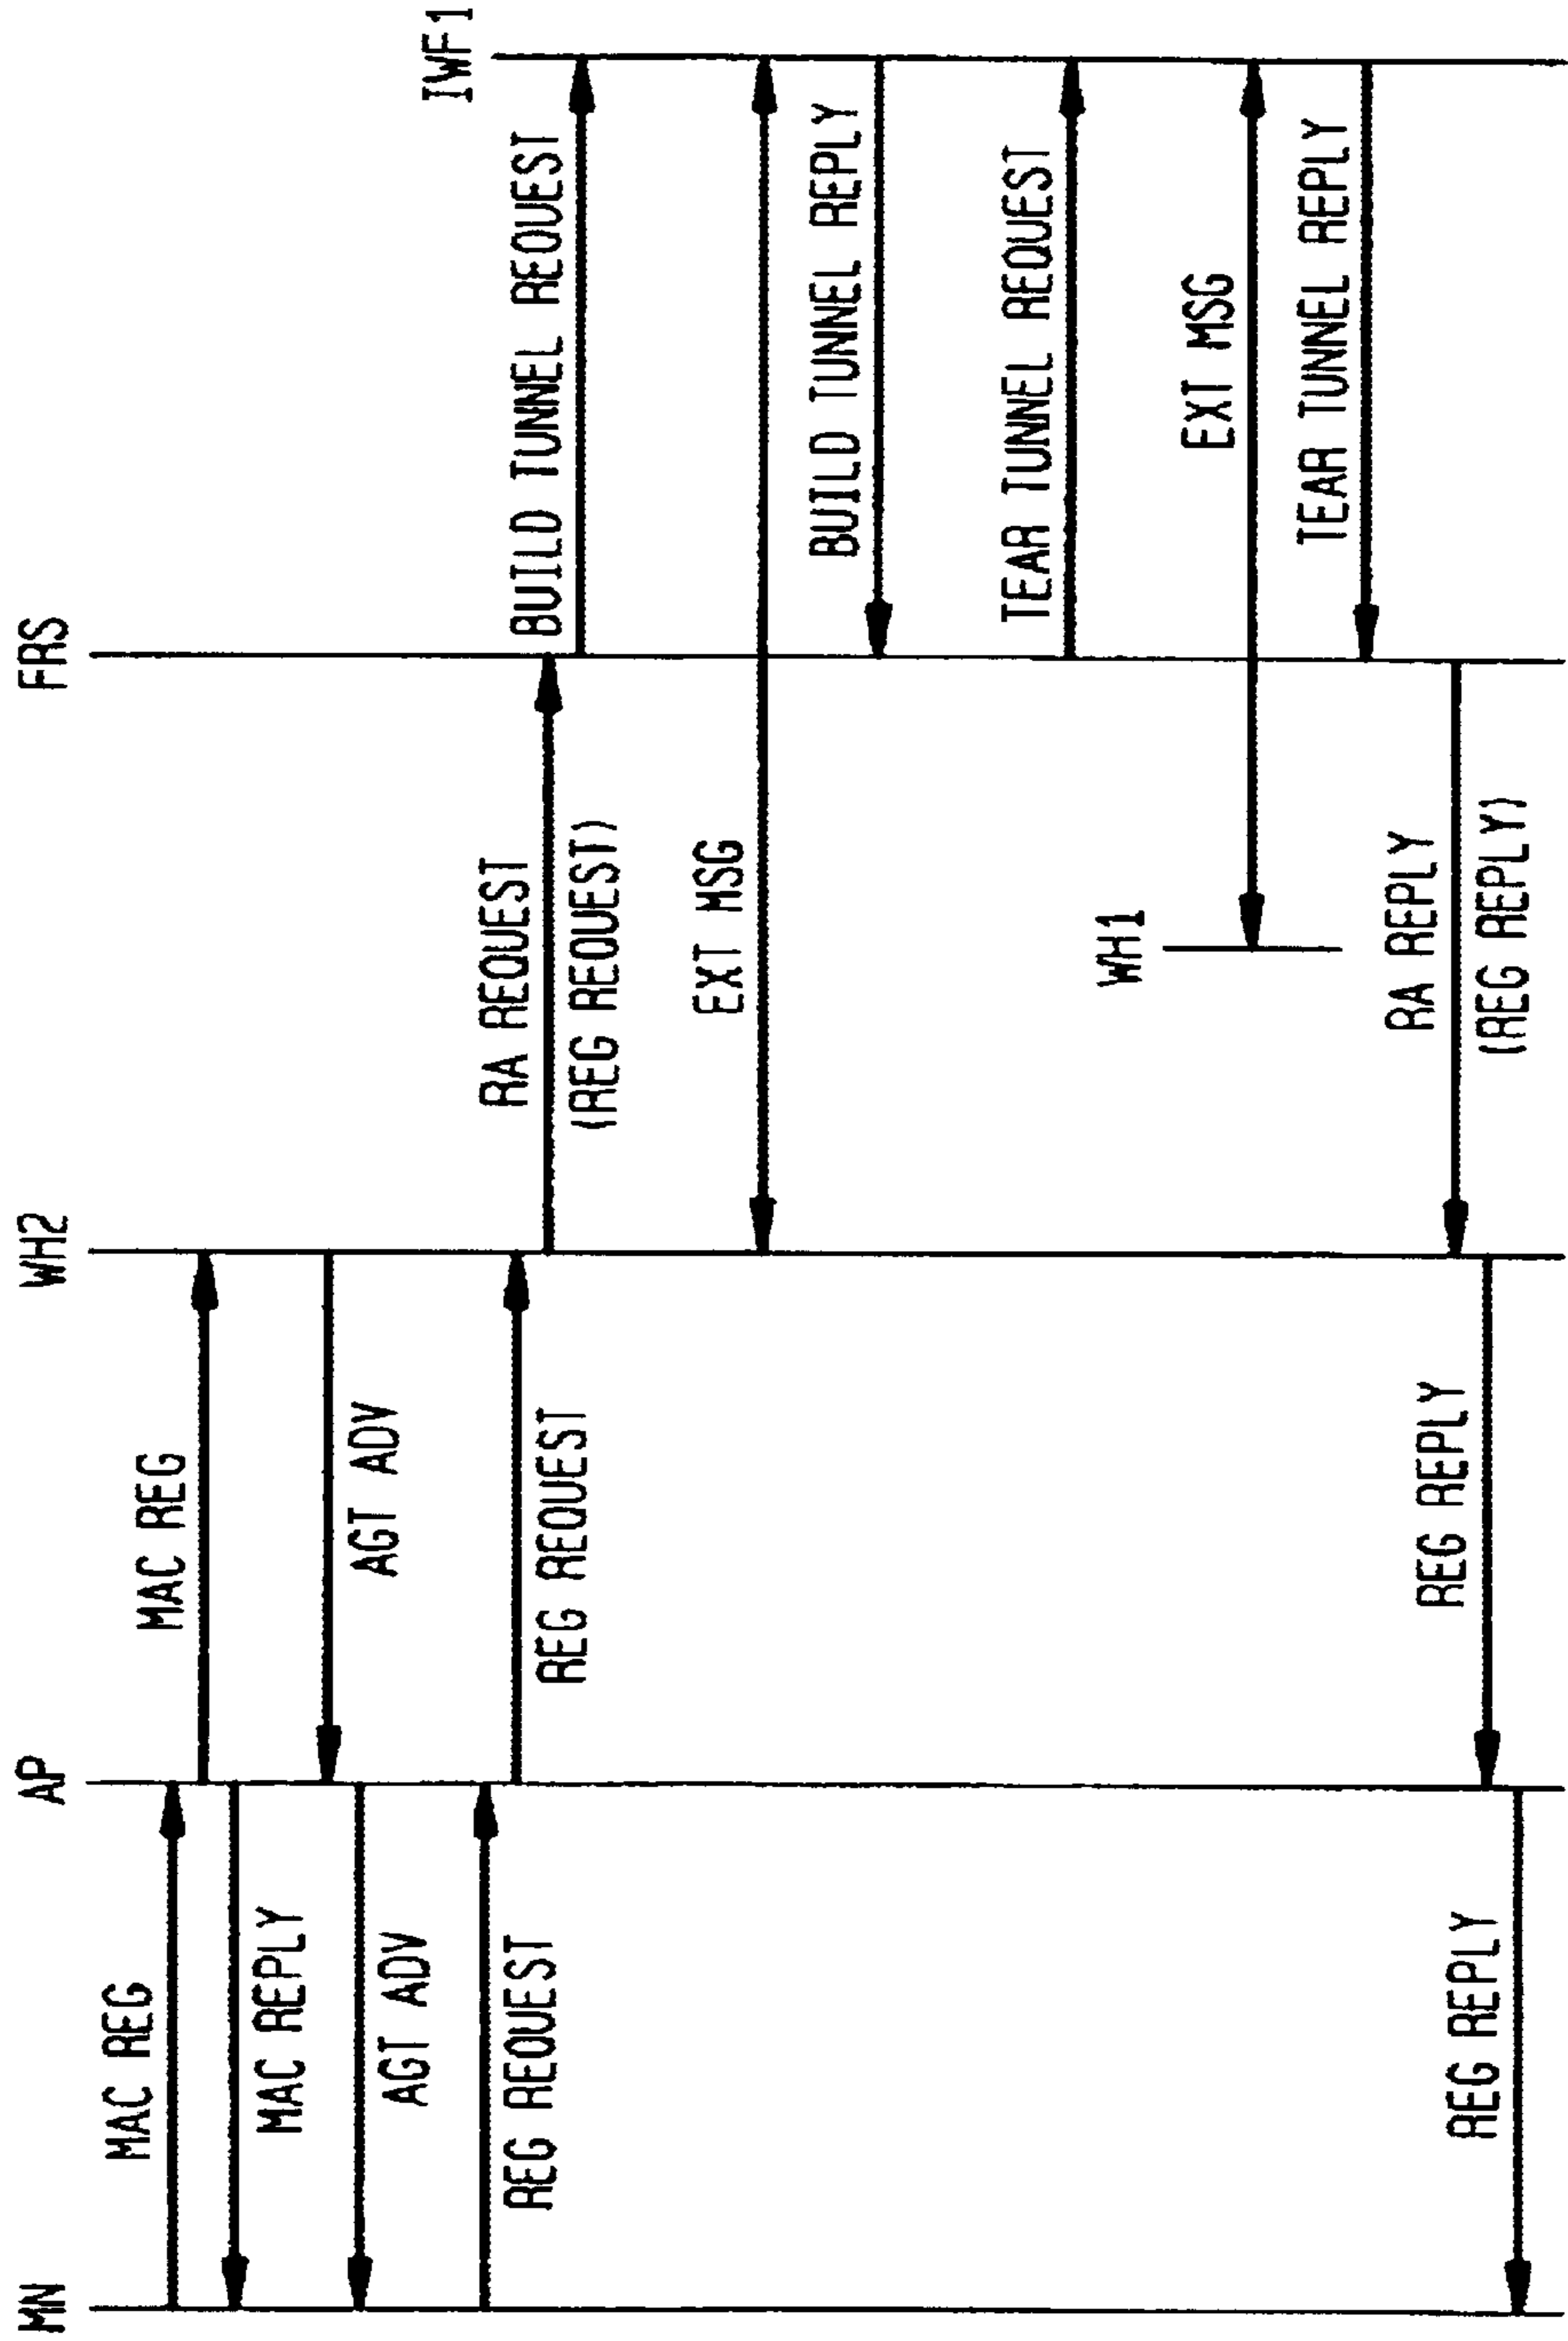 MN
AP
WH2
FRS
IWF1
MAC REG
MAC REG
MAC REPLY
AGT ADV
AGT ADV
REG REQUEST
REG REQUEST
RA REQUEST
(REG REQUEST)
BUILD TUNNEL REQUEST
EXT MSG
BUILD TUNNEL REPLY
TEAR TUNNEL REQUEST
WH1
EXT MSG
TEAR TUNNEL REPLY
RA REPLY
(REG REPLY)
REG REPLY
REG REPLY